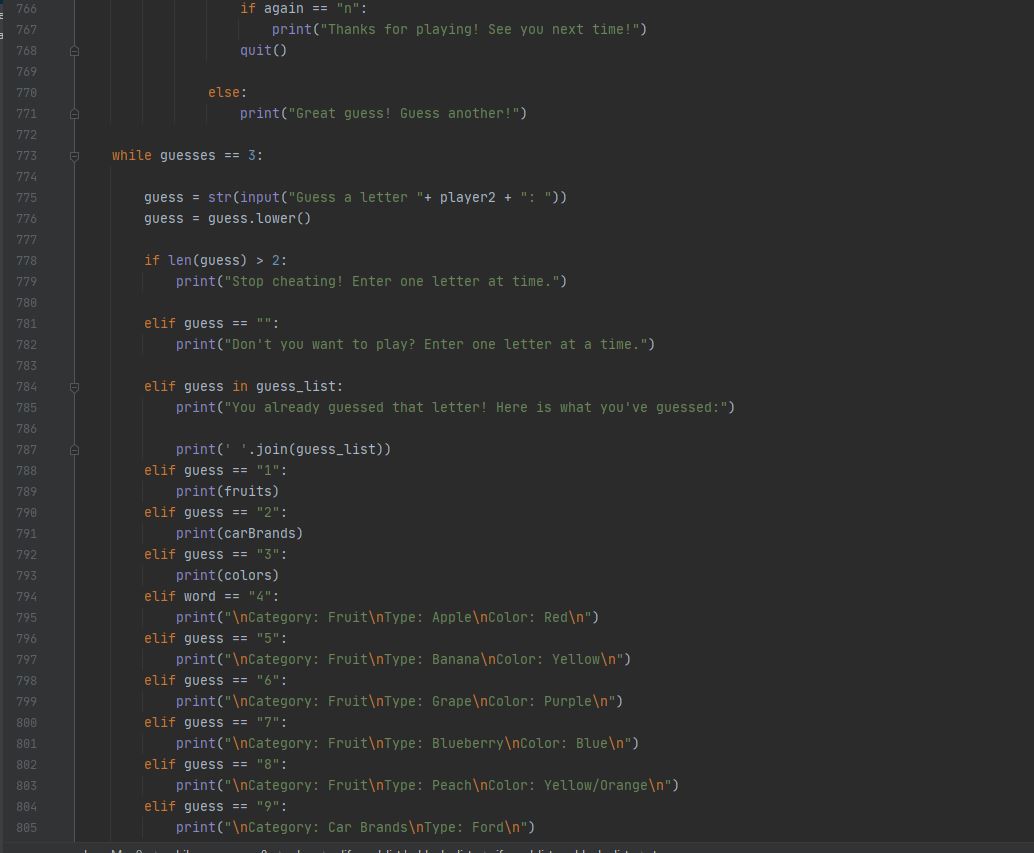 766 if again == "n":
767 print("Thanks for playing! See you next time!")
768 quit()
769
770 else:
771 print("Great guess! Guess another!")
772
773 while guesses == 3:
774
775 guess = str(input("Guess a letter "+ player2 + ": "))
776 guess = guess.lower()
777
778 if len(guess) > 2:
779 print("Stop cheating! Enter one letter at time.")
780
781 elif guess == "":
782 print("Don't you want to play? Enter one letter at a time.")
783
784 elif guess in guess_list:
785 print("You already guessed that letter! Here is what you've guessed:")
786
787 print(' '.join(guess_list))
788 elif guess == "1":
789 print(fruits)
790 elif guess == "2":
791 print(carBrands)
792 elif guess == "3":
793 print(colors)
794 elif word == "4":
795 print("\nCategory: Fruit\nType: Apple\nColor: Red\n")
796 elif guess == "5":
797 print("\nCategory: Fruit\nType: Banana\nColor: Yellow\n")
798 elif guess == "6":
799 print("\nCategory: Fruit\nType: Grape\nColor: Purple\n")
800 elif guess == "7":
801 print("\nCategory: Fruit\nType: Blueberry\nColor: Blue\n")
802 elif guess == "8":
803 print("\nCategory: Fruit\nType: Peach\nColor: Yellow/Orange\n")
804 elif guess == "9":
805 print("\nCategory: Car Brands\nType: Ford\n")